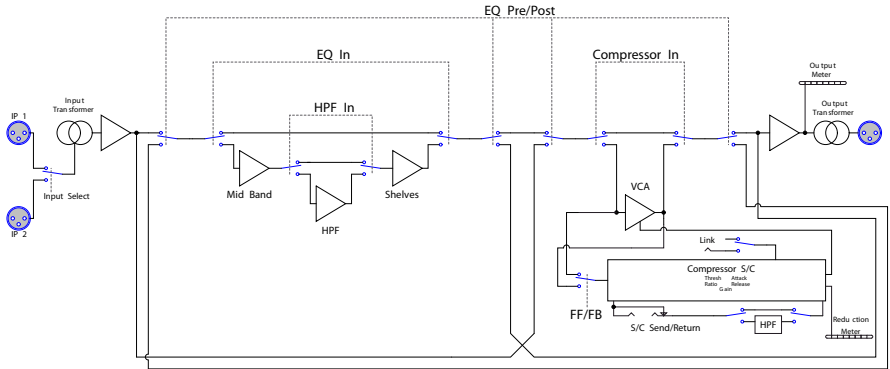 EQ Pre/Post
EQ In
Compressor In
HPF In
Output
Meter
IP 1
Input
Transformer
Output
Transformer
Input Select
Mid Band
HPF
Shelves
VCA
IP 2
Link
Compressor S/C
Thresh Attack
Ratio Release
Gain
FF/FB
S/C Send/Return
HPF
Reduction
Meter